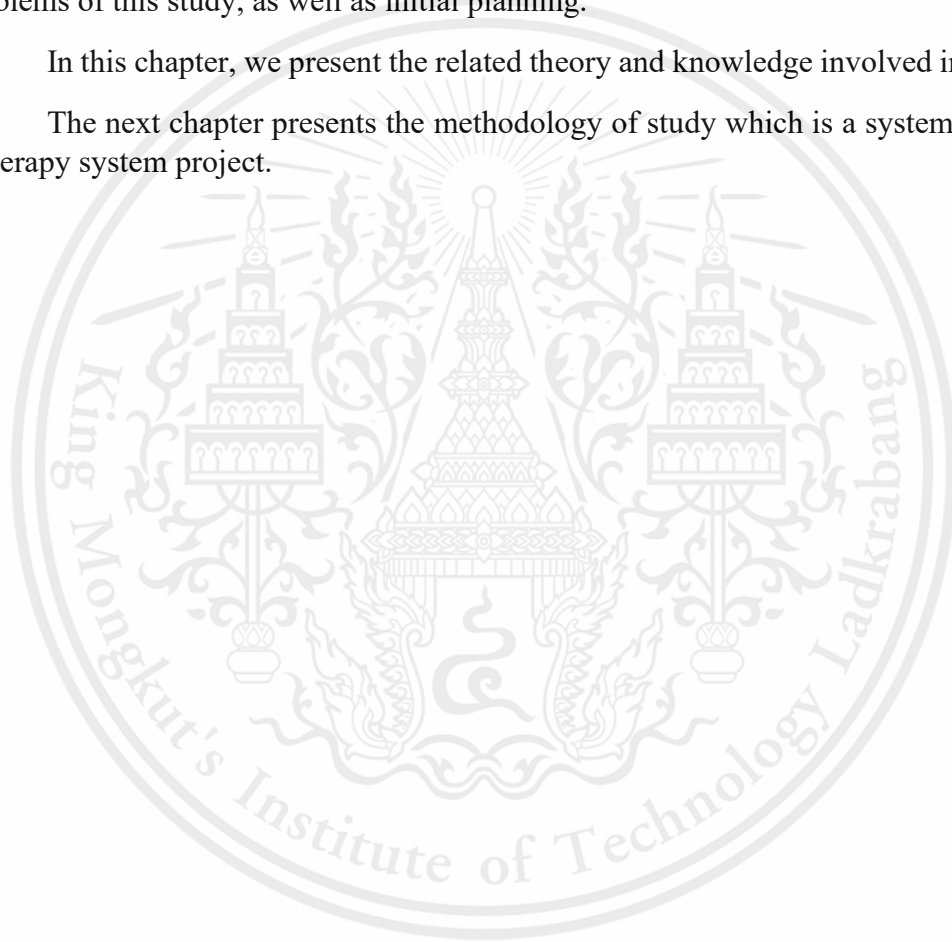 of this study, as well as initial planning.
In this chapter, we present the related theory and knowledge involved
The next chapter presents the methodology of study which is a system
erapy system project.
King Mongkut's Institute of Technology Ladkrabang